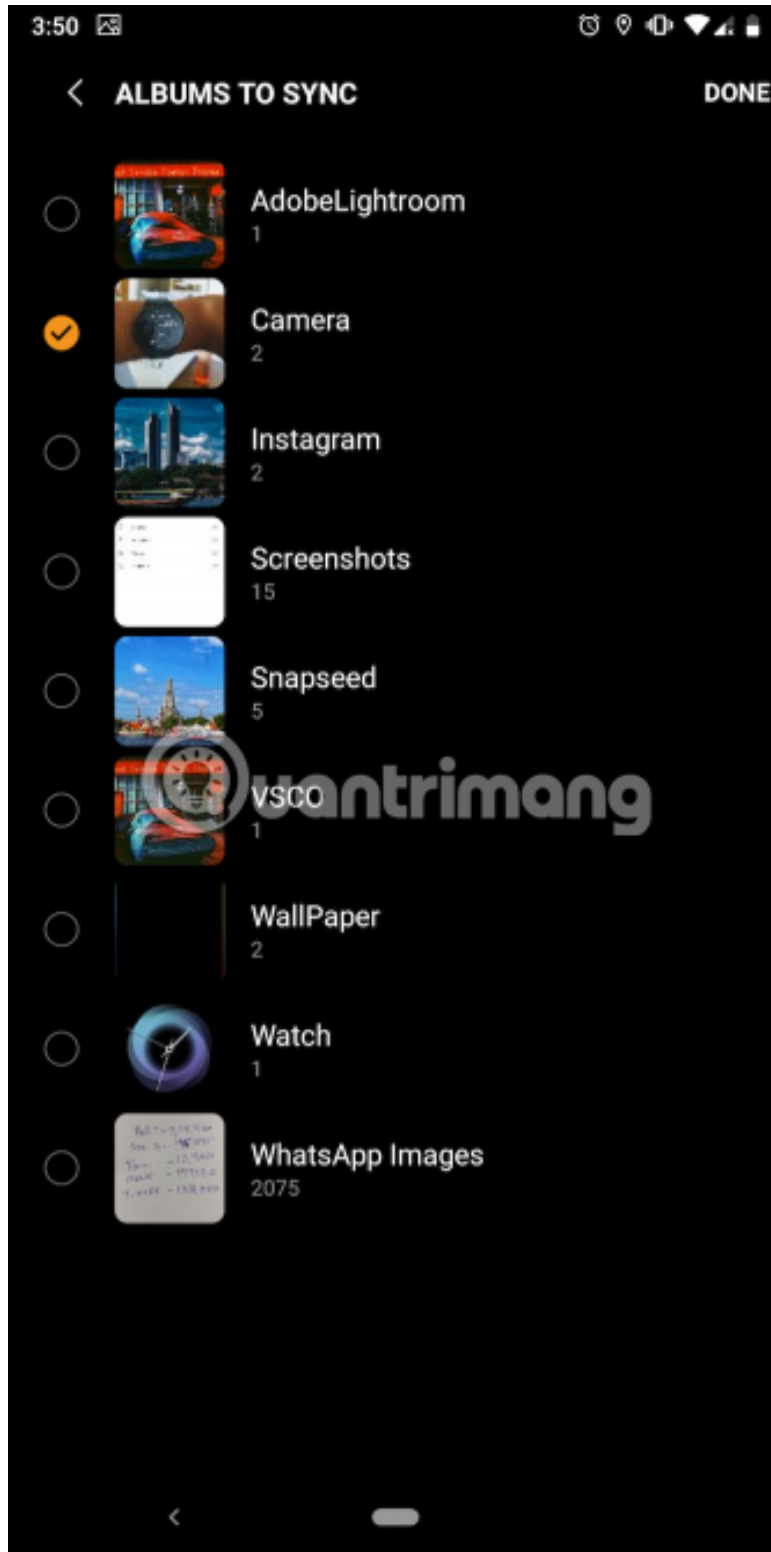 3:50
ALBUMS TO SYNC
DONE
AdobeLightroom
1
Camera
2
Instagram
2
Screenshots
15
Snapseed
5
Quantrimang
VSCO
1
WallPaper
2
Watch
1
WhatsApp Images
2075